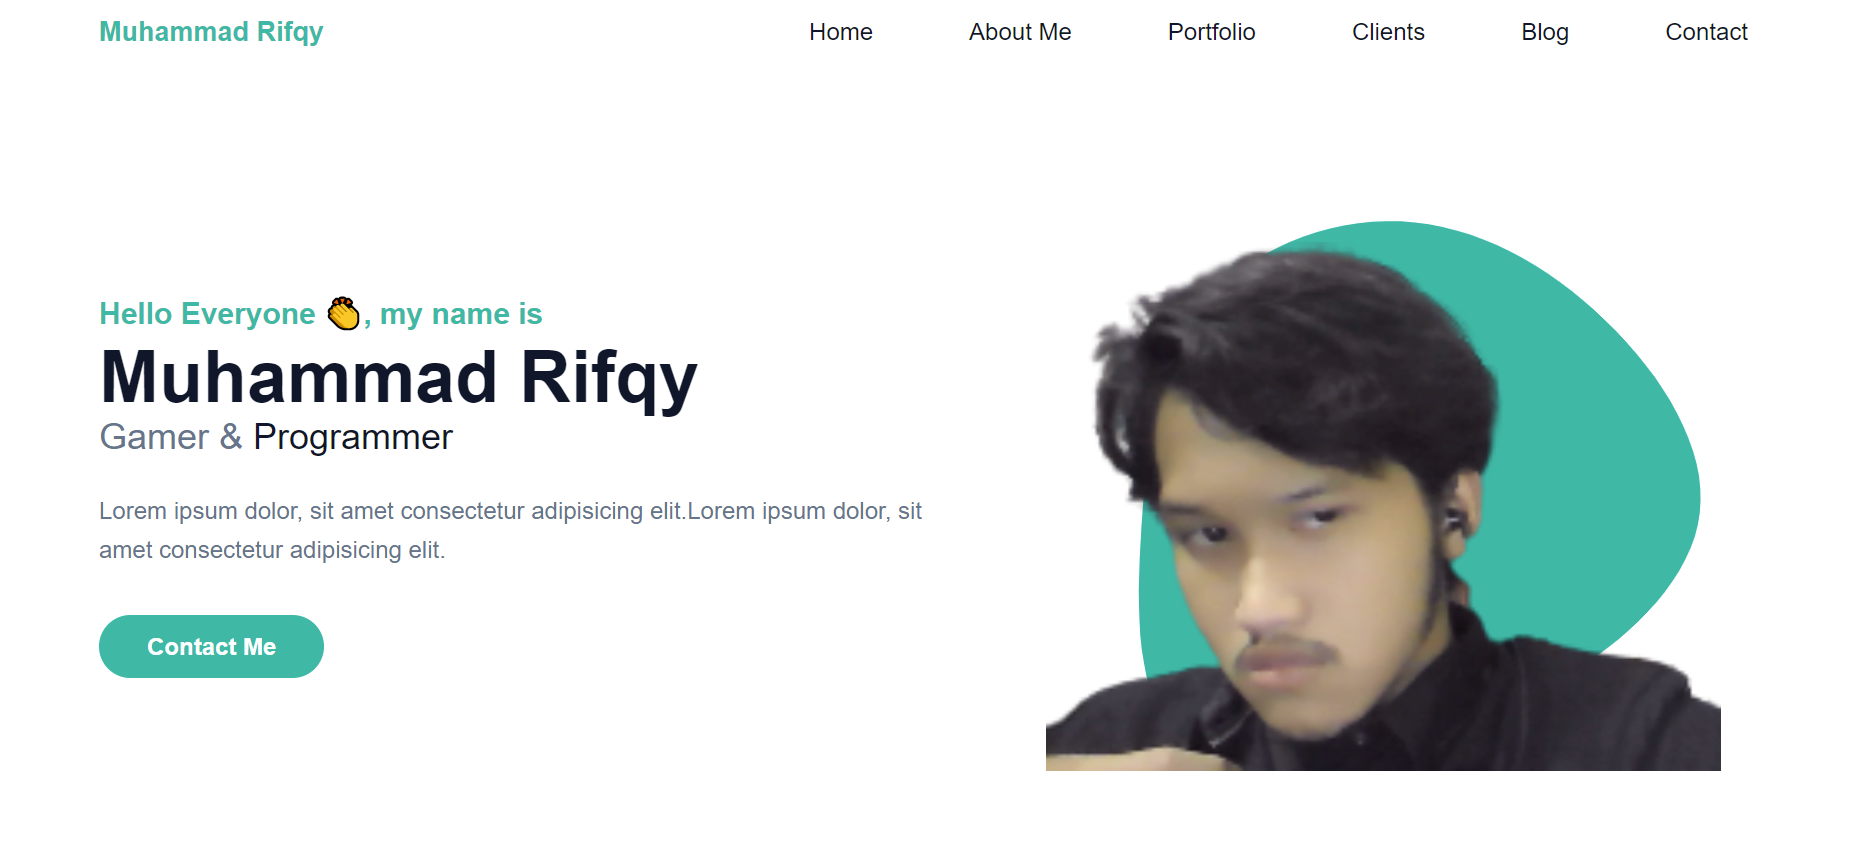 Muhammad Rifqy
Home About Me Portfolio Clients Blog Contact
Hello Everyone 👏, my name is
Muhammad Rifqy
Gamer & Programmer
Lorem ipsum dolor, sit amet consectetur adipisicing elit.Lorem ipsum dolor, sit
amet consectetur adipisicing elit.
Contact Me